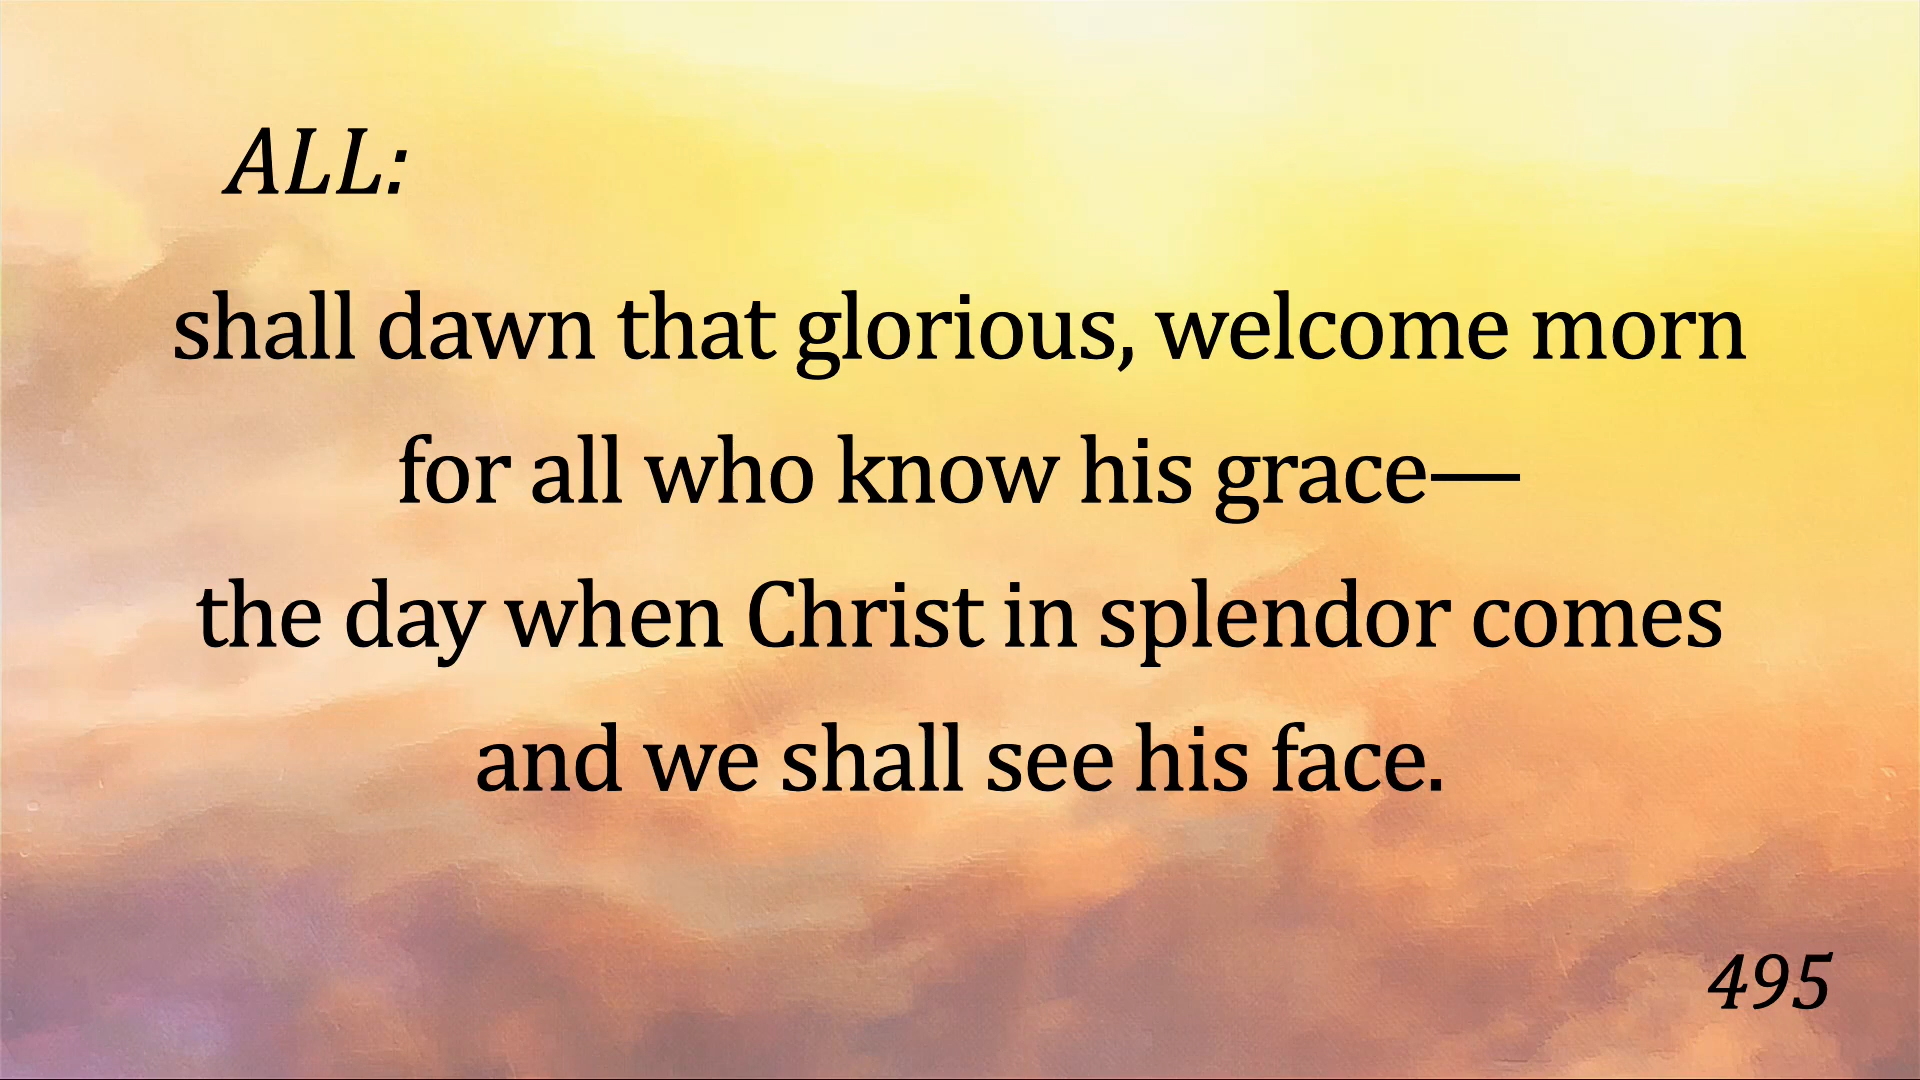 ALL:
shall dawn that glorious, welcome morn
for all who know his grace—
the day when Christ in splendor comes
and we shall see his face.
495